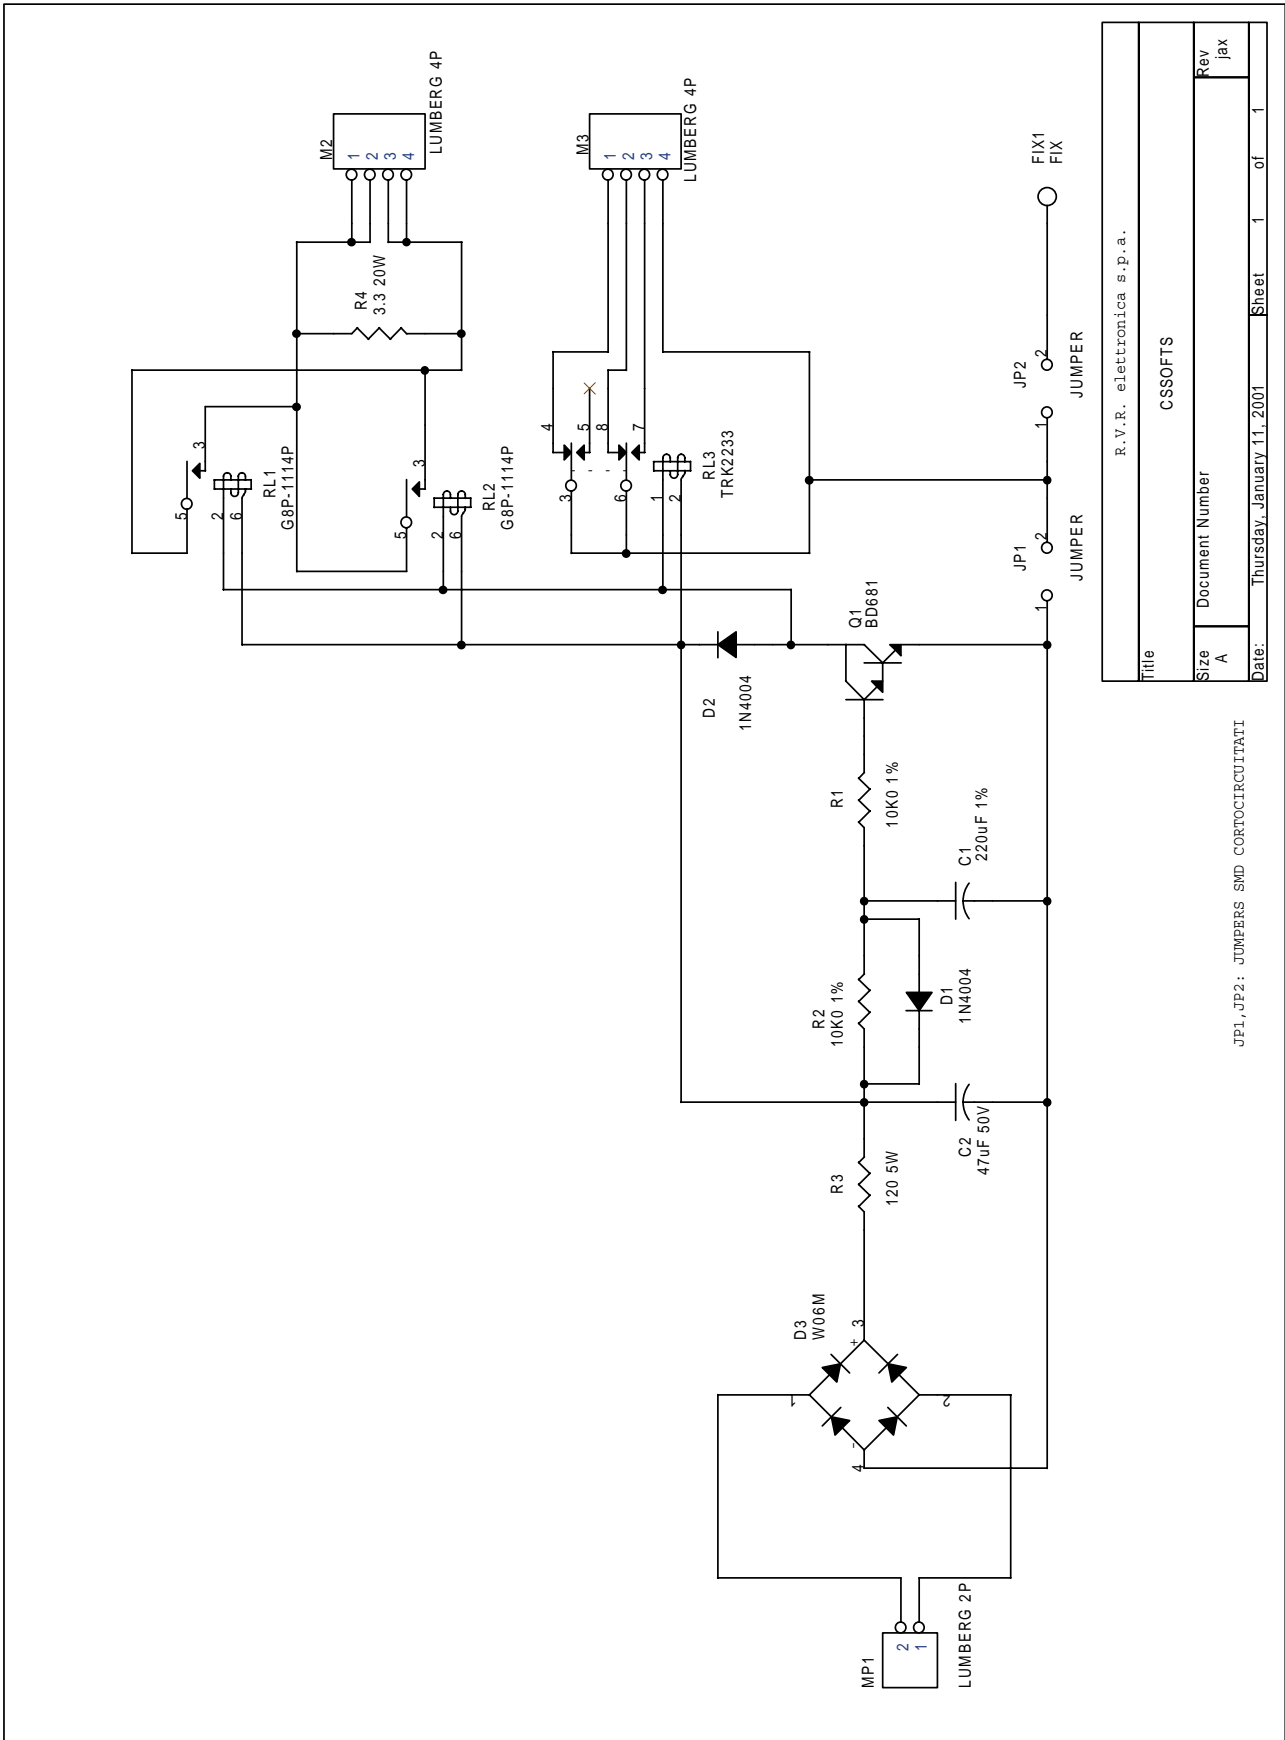 M2
1
2
3
4
LUMBERG 4P
R4
3.3 20W
5
3
2
6
RL1
G8P-1114P
5
3
2
6
RL2
G8P-1114P
M3
1
2
3
4
LUMBERG 4P
4
5
8
7
3
6
1
2
RL3
TRK2233
D2
1N4004
Q1
BD681
R1
10K0 1%
C1
220uF 1%
R2
10K0 1%
D1
1N4004
R3
120 5W
C2
47uF 50V
D3
W06M
1
2
+ 3
4 -
MP1
2
1
LUMBERG 2P
JP1
1
2
JUMPER
JP2
1
2
JUMPER
FIX1
FIX
JP1,JP2: JUMPERS SMD CORTOCIRCUITATI
R.V.R. elettronica s.p.a.
Title
CSSOFTS
Size Document Number Rev
A jax
Date: Thursday, January 11, 2001 Sheet 1 of 1